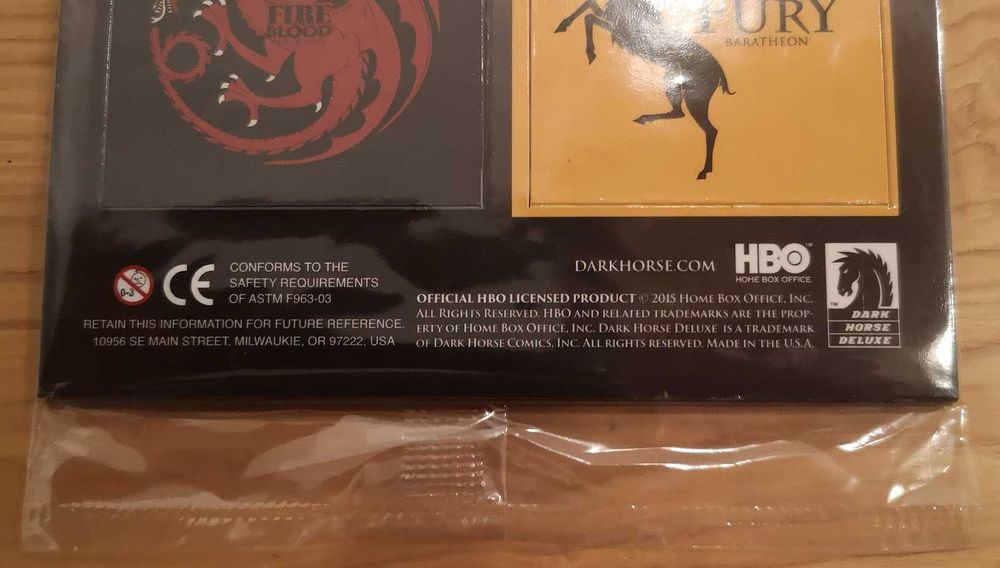 FIRE
BLOOD
FURY
BARATHEON
0-3
CE
CONFORMS TO THE
SAFETY REQUIREMENTS
OF ASTM F963-03
RETAIN THIS INFORMATION FOR FUTURE REFERENCE.
10956 SE MAIN STREET, MILWAUKIE, OR 97222, USA
DARKHORSE.COM
HBO™
HOME BOX OFFICE
OFFICIAL HBO LICENSED PRODUCT © 2015 HOME BOX OFFICE, INC.
ALL RIGHTS RESERVED. HBO AND RELATED TRADEMARKS ARE THE PROP-
ERTY OF HOME BOX OFFICE, INC. DARK HORSE DELUXE IS A TRADEMARK
OF DARK HORSE COMICS, INC. ALL RIGHTS RESERVED. MADE IN THE U.S.A.
™
DARK
HORSE
DELUXE